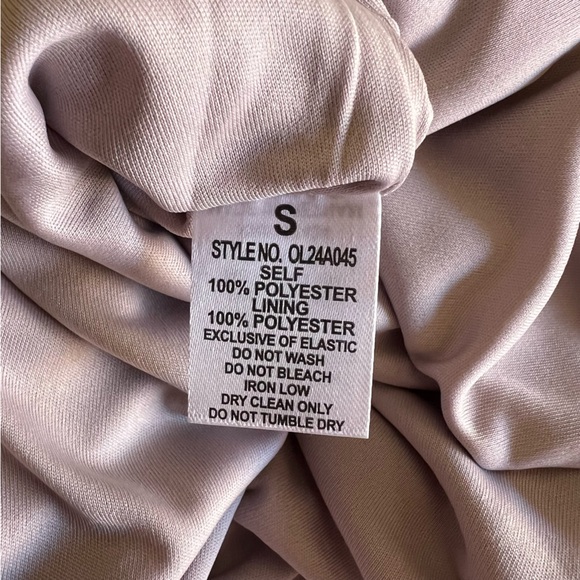 S
STYLE NO. OL24A045
SELF
100% POLYESTER
LINING
100% POLYESTER
EXCLUSIVE OF ELASTIC
DO NOT WASH
DO NOT BLEACH
IRON LOW
DRY CLEAN ONLY
DO NOT TUMBLE DRY